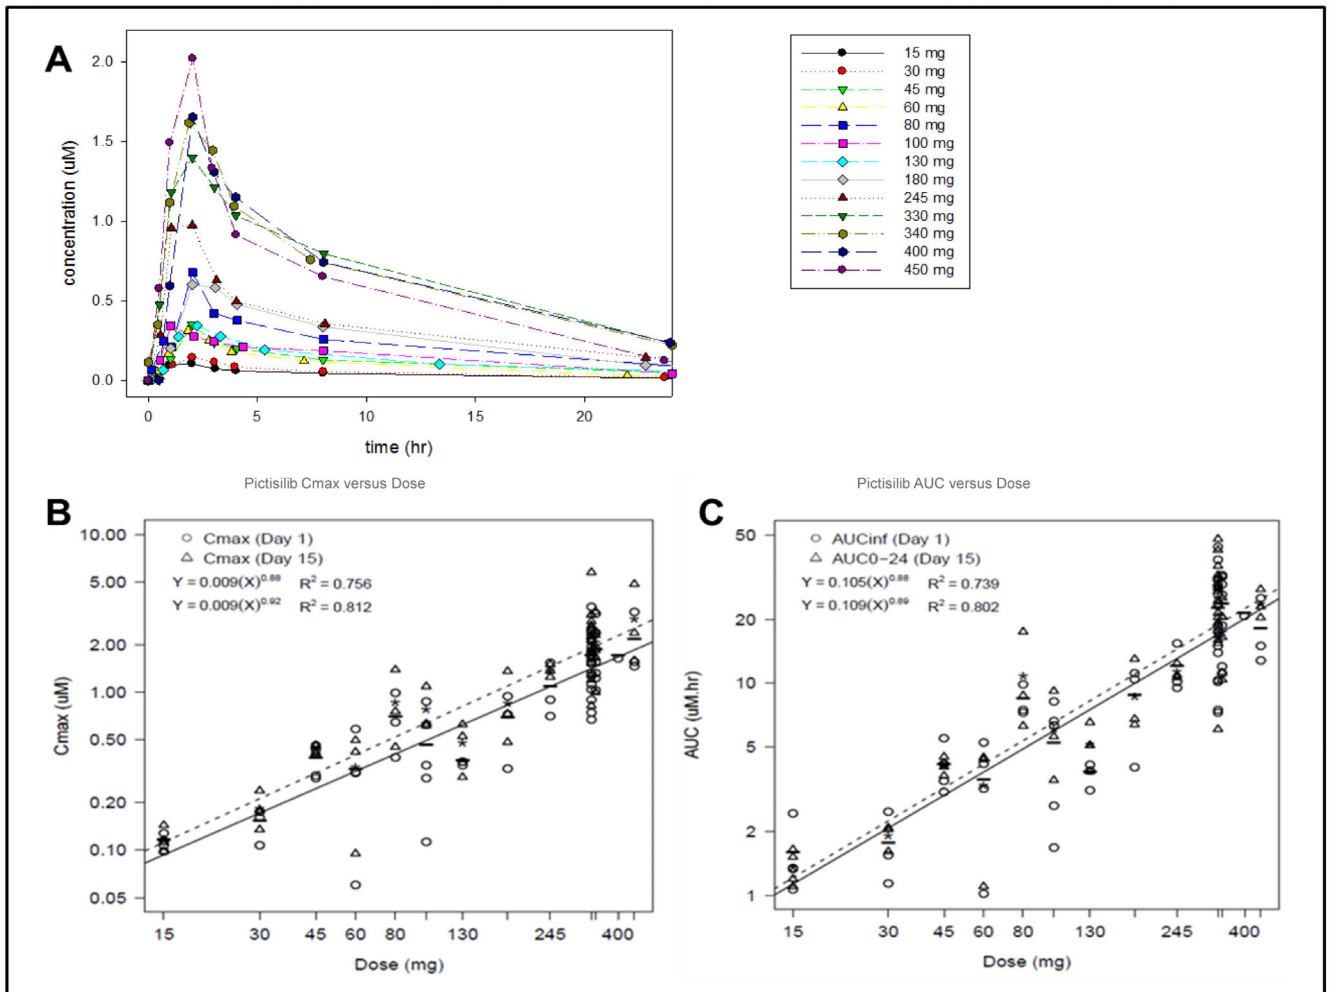 A
2.0
1.5
1.0
0.5
0.0
concentration (uM)
0 5 10 15 20
time (hr)
15 mg
30 mg
45 mg
60 mg
80 mg
100 mg
130 mg
180 mg
245 mg
330 mg
340 mg
400 mg
450 mg
Pictisilib Cmax versus Dose
B
Cmax (Day 1)
Cmax (Day 15)
Y = 0.009(X)^0.88 R² = 0.756
Y = 0.009(X)^0.92 R² = 0.812
10.00
5.00
2.00
1.00
0.50
0.20
0.10
0.05
Cmax (uM)
15 30 45 60 80 130 245 400
Dose (mg)
Pictisilib AUC versus Dose
C
AUCinf (Day 1)
AUC0-24 (Day 15)
Y = 0.105(X)^0.88 R² = 0.739
Y = 0.109(X)^0.89 R² = 0.802
50
20
10
5
2
1
AUC (uM.hr)
15 30 45 60 80 130 245 400
Dose (mg)